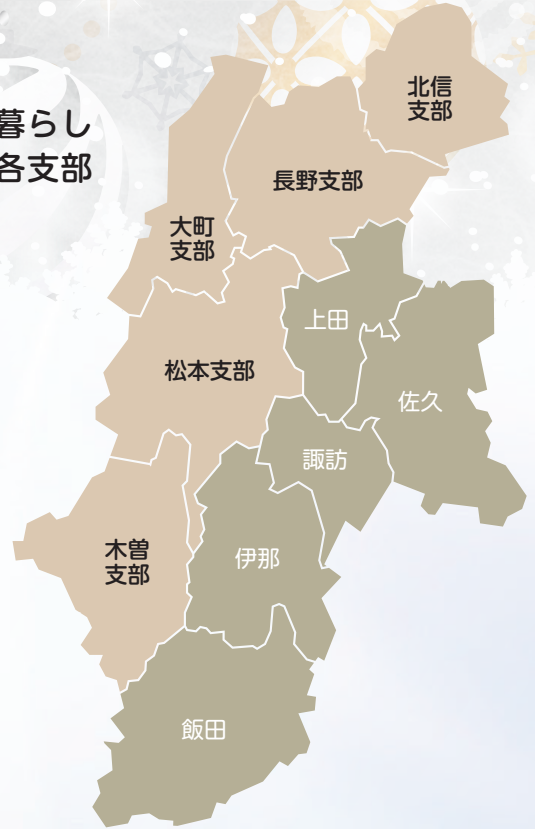 暮らし
各支部
北信
支部
長野支部
大町
支部
上田
松本支部
佐久
諏訪
木曽
支部
伊那
飯田